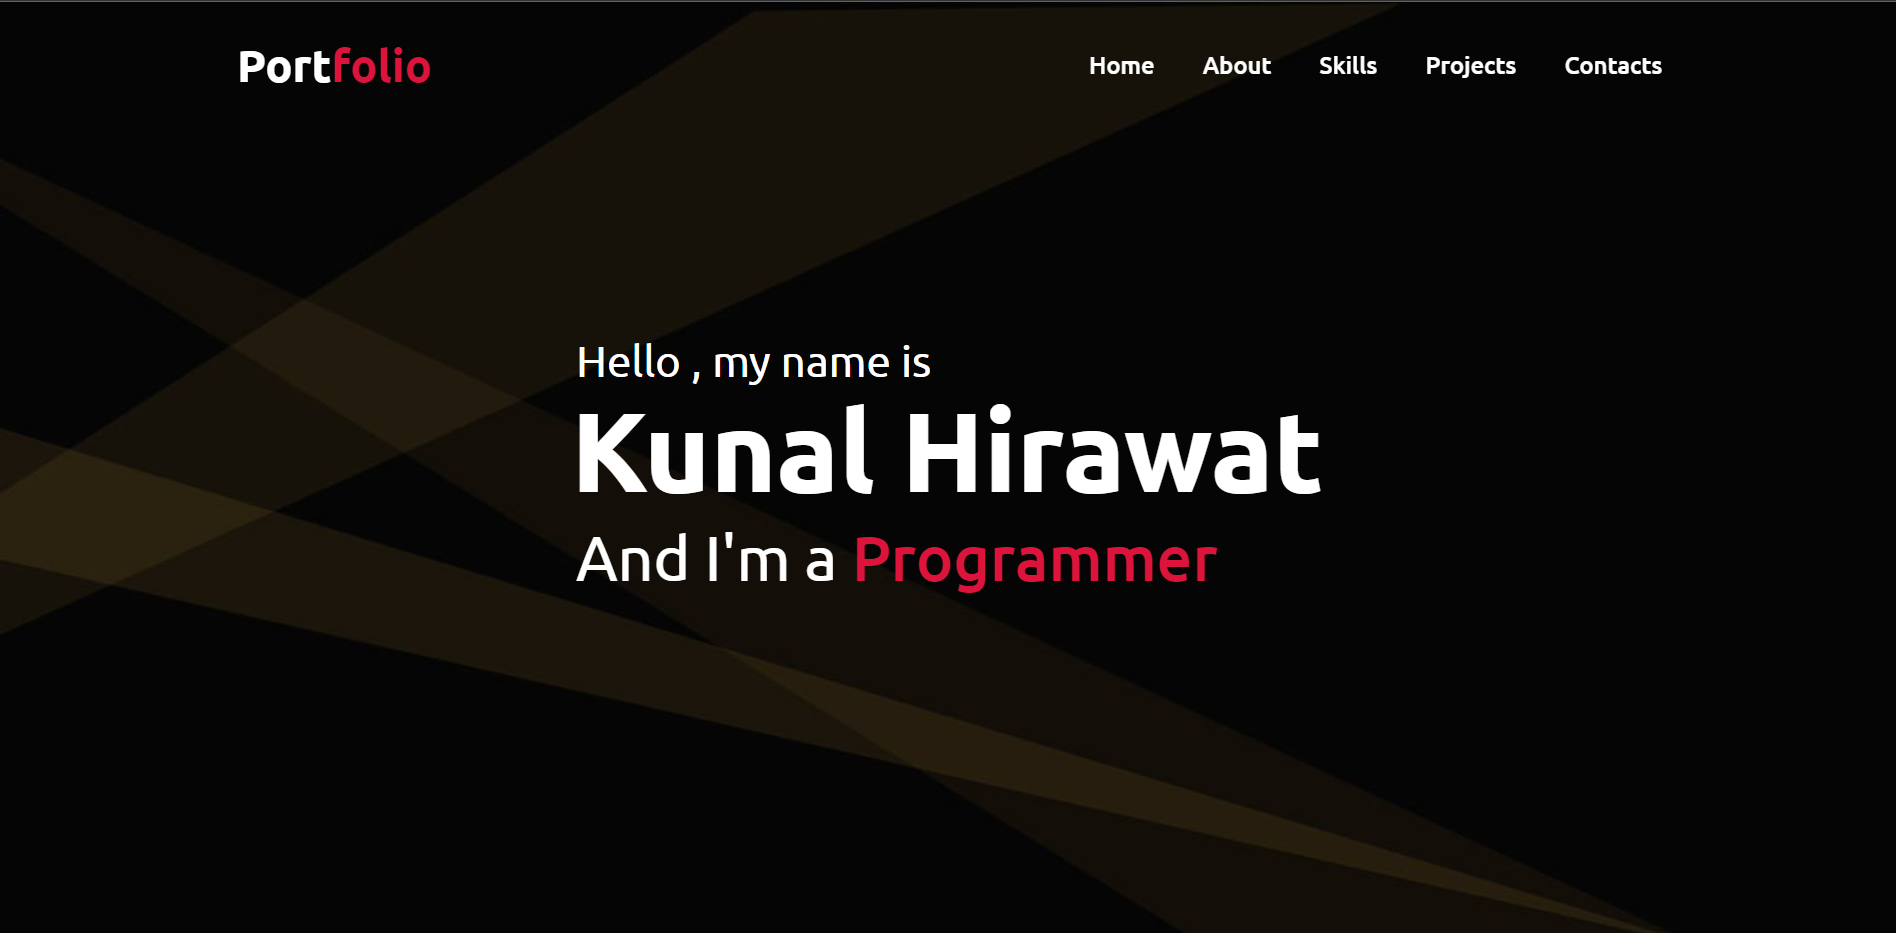 Portfolio
Home About Skills Projects Contacts
Hello , my name is
Kunal Hirawat
And I'm a Programmer